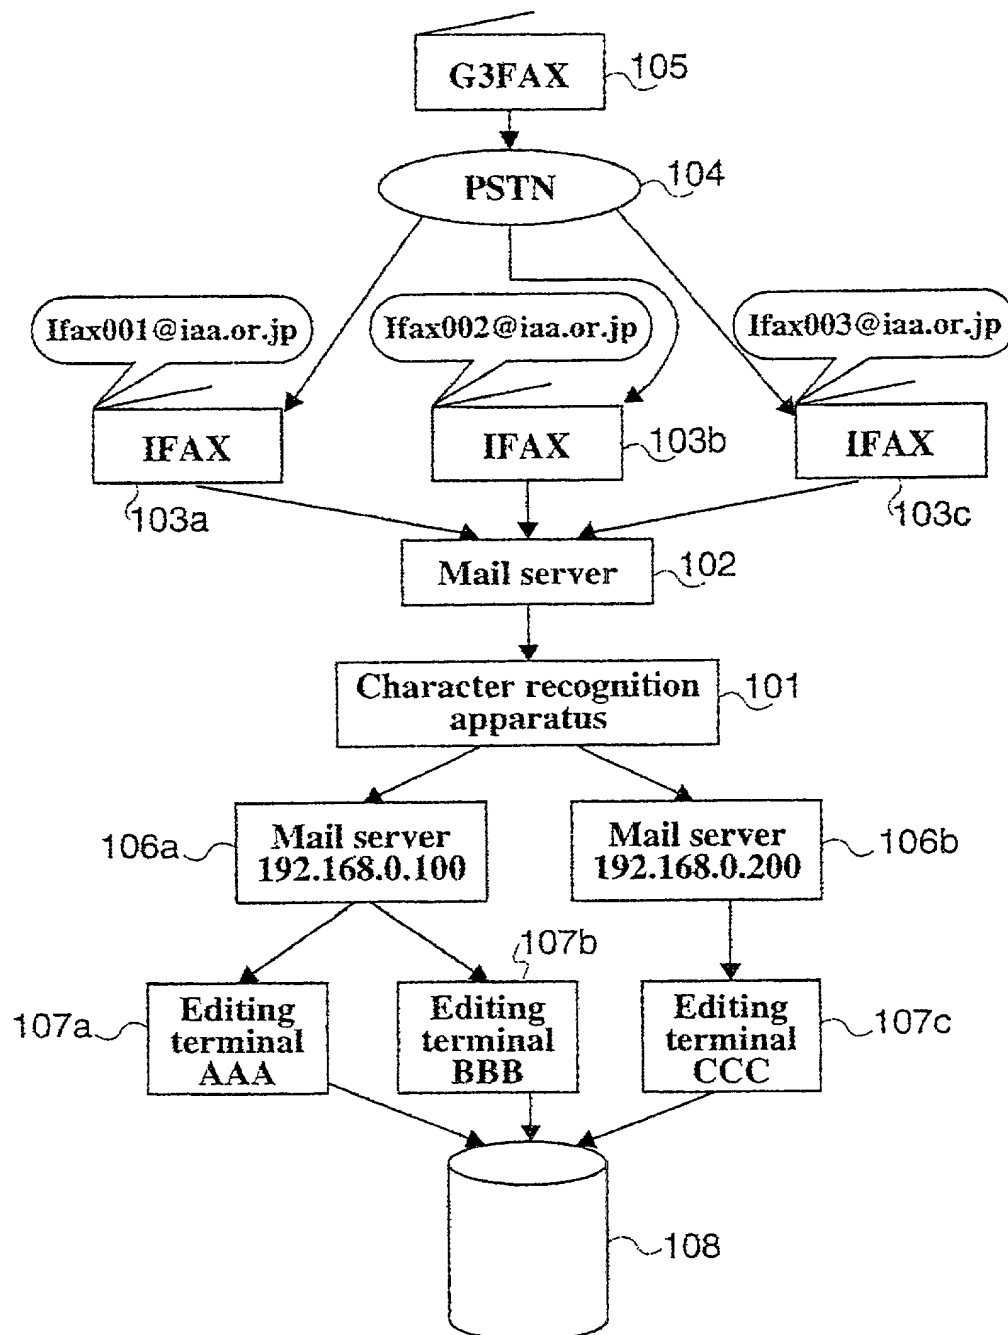 G3FAX
105
PSTN
104
Ifax001@iaa.or.jp
Ifax002@iaa.or.jp
Ifax003@iaa.or.jp
IFAX
103a
IFAX
103b
IFAX
103c
Mail server
102
Character recognition
apparatus
101
106a
Mail server
192.168.0.100
Mail server
192.168.0.200
106b
107a
Editing
terminal
AAA
107b
Editing
terminal
BBB
Editing
terminal
CCC
107c
108